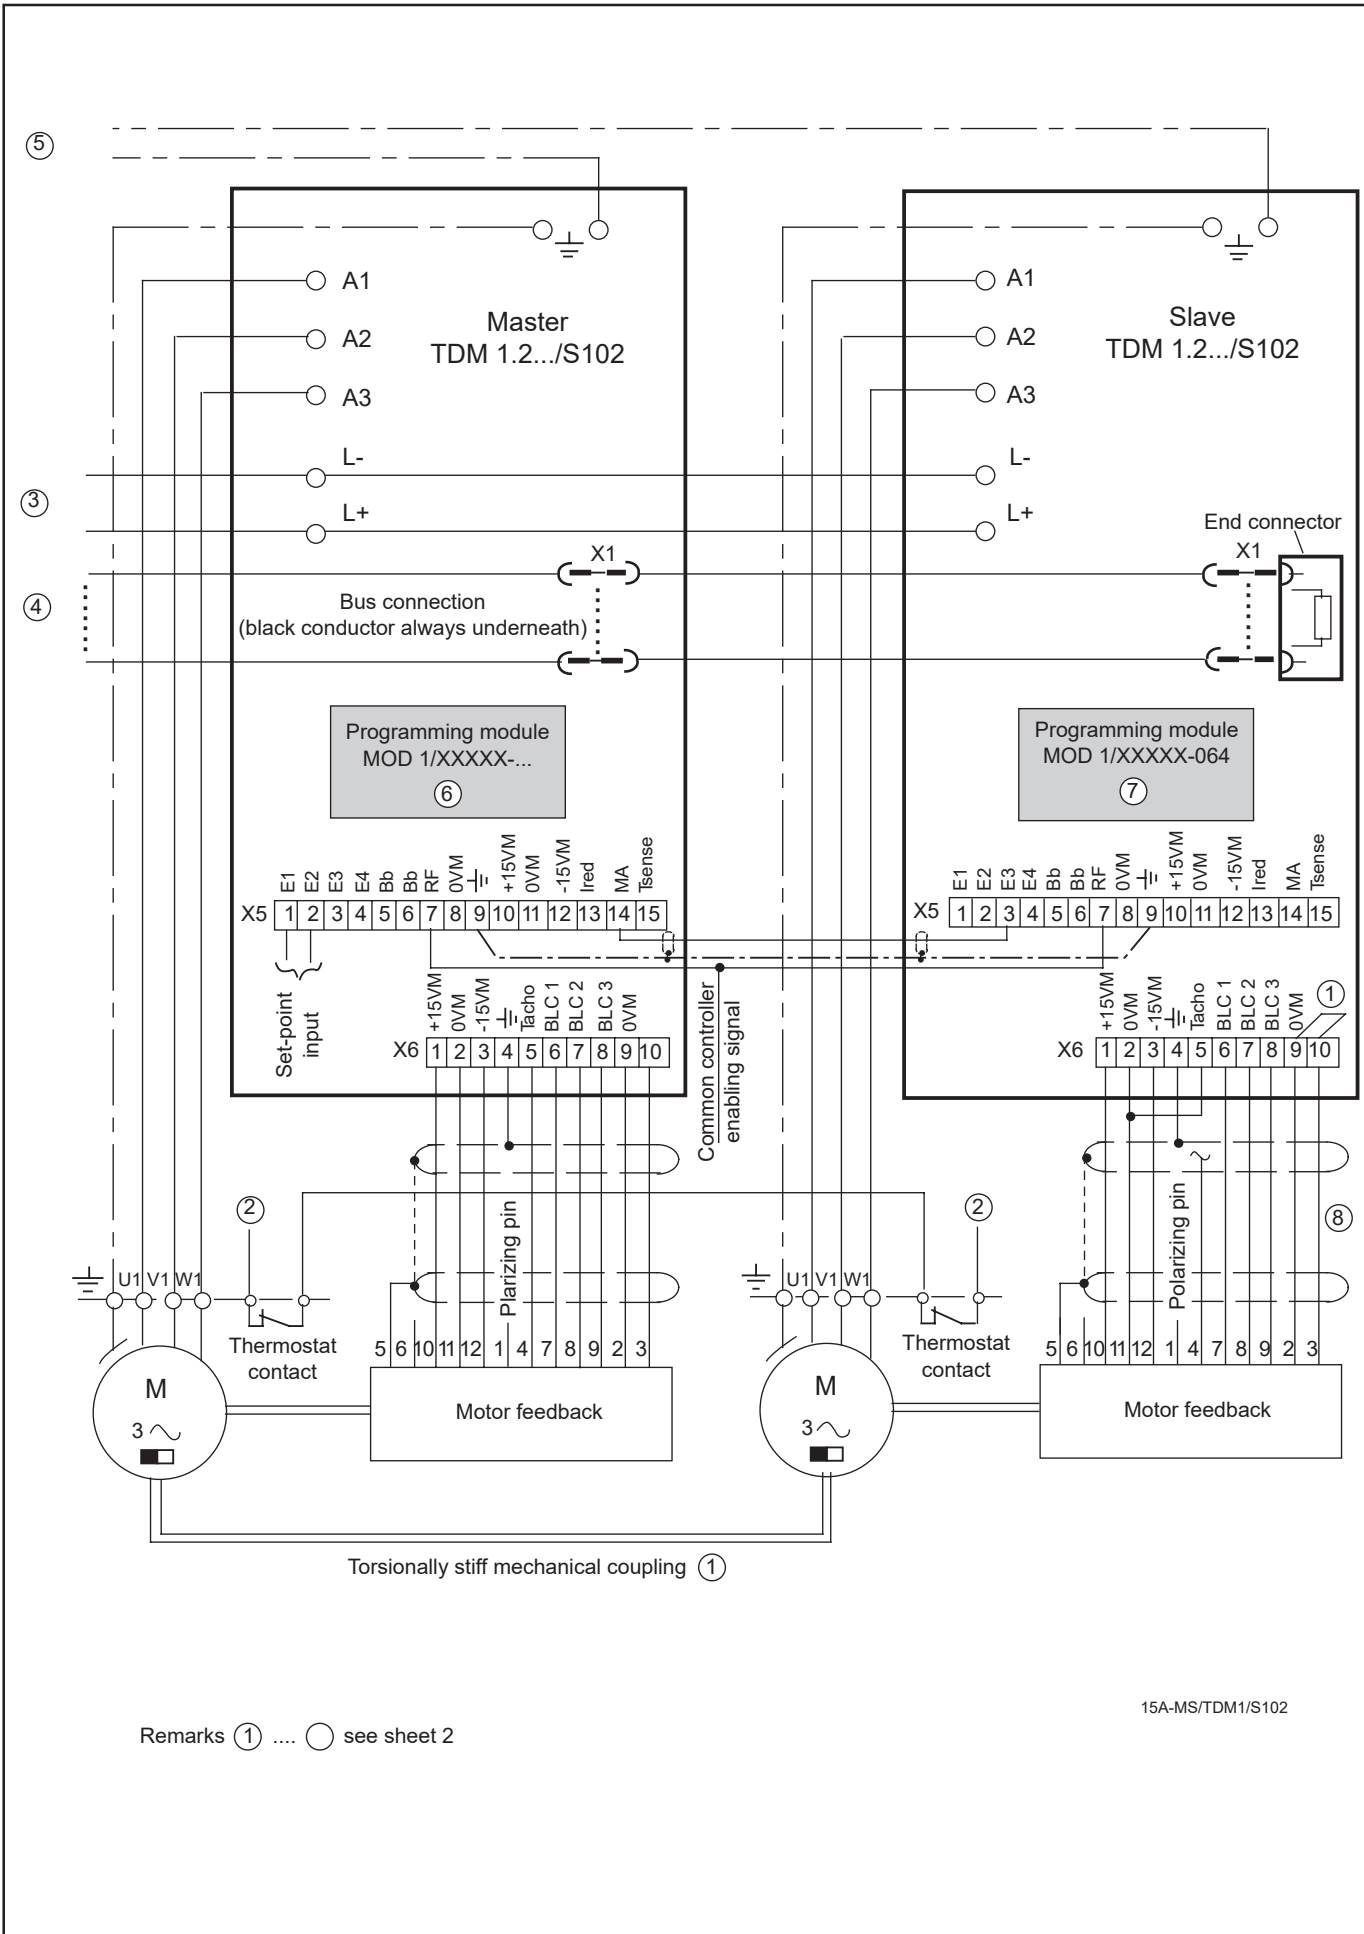 5
A1
A2
A3
Master
TDM 1.2.../S102
L-
L+
A1
A2
A3
Slave
TDM 1.2.../S102
L-
L+
3
4
X1
Bus connection
(black conductor always underneath)
End connector
X1
Programming module
MOD 1/XXXXX-...
6
Programming module
MOD 1/XXXXX-064
7
E1 E2 E3 E4 Bb Bb RF 0VM +15VM 0VM -15VM Ired MA Tsense
X5 1 2 3 4 5 6 7 8 9 10 11 12 13 14 15
E1 E2 E3 E4 Bb Bb RF 0VM +15VM 0VM -15VM Ired MA Tsense
X5 1 2 3 4 5 6 7 8 9 10 11 12 13 14 15
Set-point
input
+15VM 0VM -15VM Tacho BLC 1 BLC 2 BLC 3 0VM
X6 1 2 3 4 5 6 7 8 9 10
Common controller
enabling signal
+15VM 0VM -15VM Tacho BLC 1 BLC 2 BLC 3 0VM
1
X6 1 2 3 4 5 6 7 8 9 10
2
Plarizing pin
2
Polarizing pin
8
U1 V1 W1
Thermostat
contact
5 6 10 11 12 1 4 7 8 9 2 3
U1 V1 W1
Thermostat
contact
5 6 10 11 12 1 4 7 8 9 2 3
M
3
Motor feedback
M
3
Motor feedback
Torsionally stiff mechanical coupling 1
15A-MS/TDM1/S102
Remarks 1 .... see sheet 2